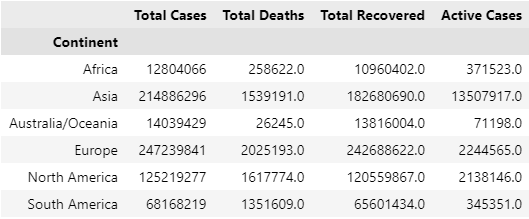 Total Cases Total Deaths Total Recovered Active Cases
Continent
Africa 12804066 258622.0 10960402.0 371523.0
Asia 214886296 1539191.0 182680690.0 13507917.0
Australia/Oceania 14039429 26245.0 13816004.0 71198.0
Europe 247239841 2025193.0 242688622.0 2244565.0
North America 125219277 1617774.0 120559867.0 2138146.0
South America 68168219 1351609.0 65601434.0 345351.0